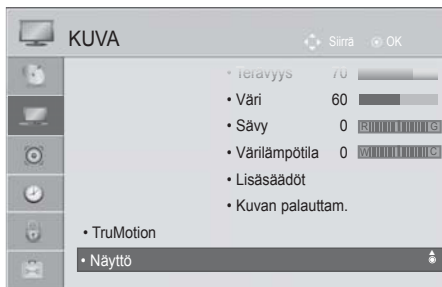 KUVA
Siirrä OK
• Terävyys 70
• Väri 60
• Sävy 0 R G
• Värilämpötila 0 W C
• Lisäsäädöt
• Kuvan palauttam.
• TruMotion
• Näyttö